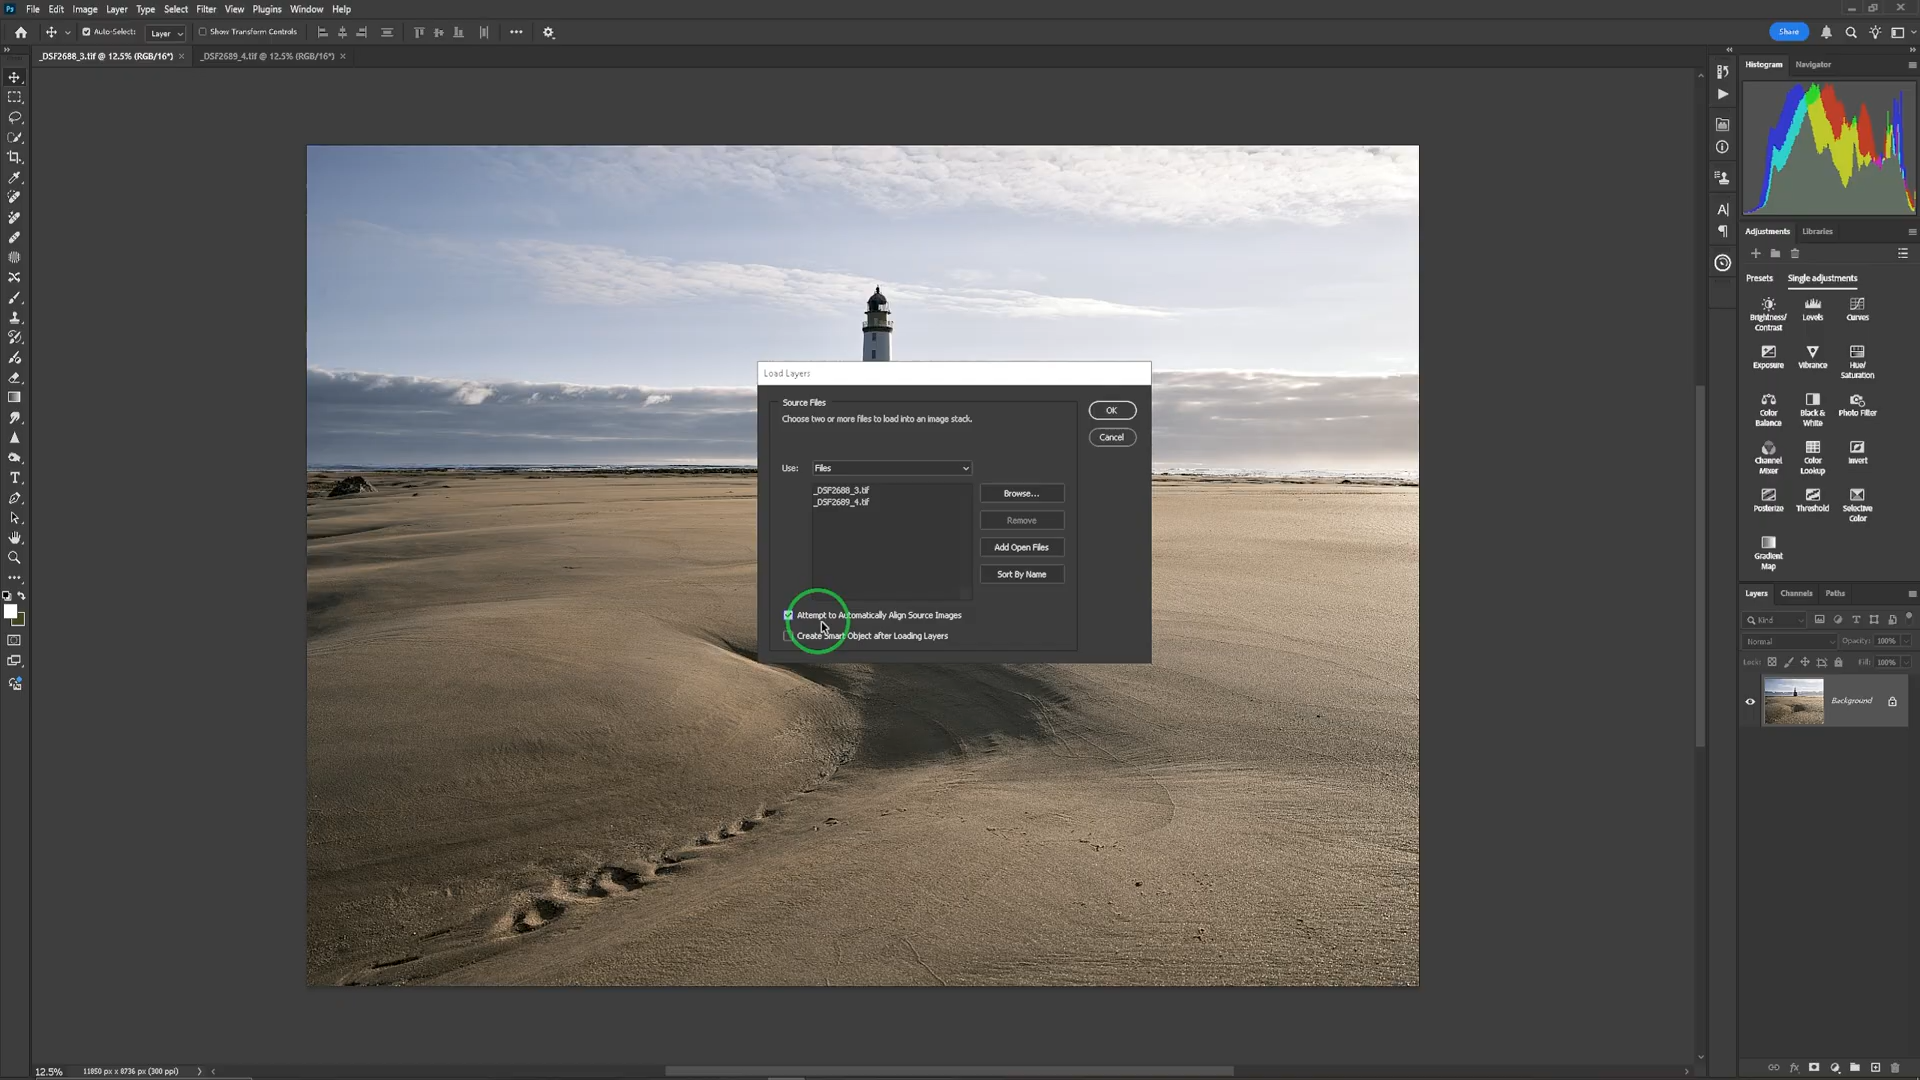 Ps File Edit Image Layer Type Select Filter View Plugins Window Help
Auto-Select: Layer Show Transform Controls Share
_DSF2688_3.tif @ 12.5% (RGB/16*) × _DSF2689_4.tif @ 12.5% (RGB/16*) ×
Histogram Navigator
Adjustments Libraries
Presets Single adjustments
Brightness/
Contrast
Levels
Curves
Exposure
Vibrance
Hue/
Saturation
Color
Balance
Black &
White
Photo Filter
Channel
Mixer
Color
Lookup
Invert
Posterize
Threshold
Selective
Color
Gradient
Map
Layers Channels Paths
Kind
Normal Opacity: 100%
Lock: Fill: 100%
Background
Load Layers
Source Files
Choose two or more files to load into an image stack.
OK
Cancel
Use: Files
_DSF2688_3.tif
_DSF2689_4.tif
Browse...
Remove
Add Open Files
Sort By Name
Attempt to Automatically Align Source Images
Create Smart Object after Loading Layers
12.5% 11850 px x 8736 px (300 ppi)